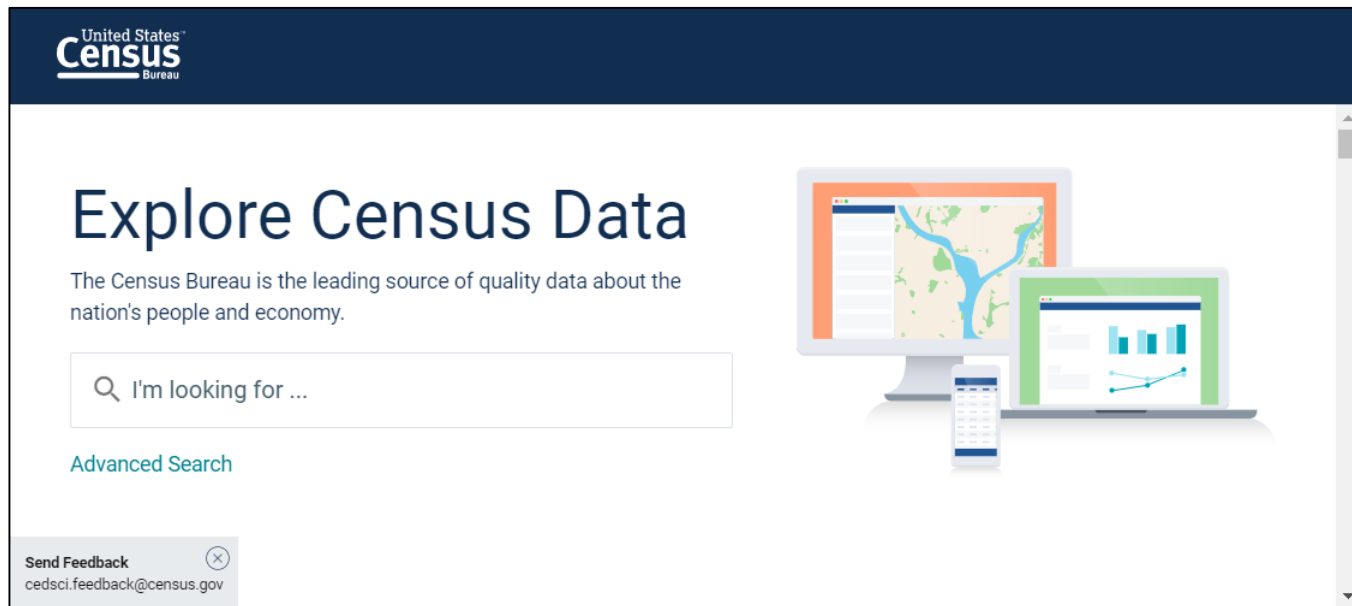 United States™
Census
Bureau
Explore Census Data
The Census Bureau is the leading source of quality data about the
nation's people and economy.
I'm looking for ...
Advanced Search
Send Feedback
cedsci.feedback@census.gov